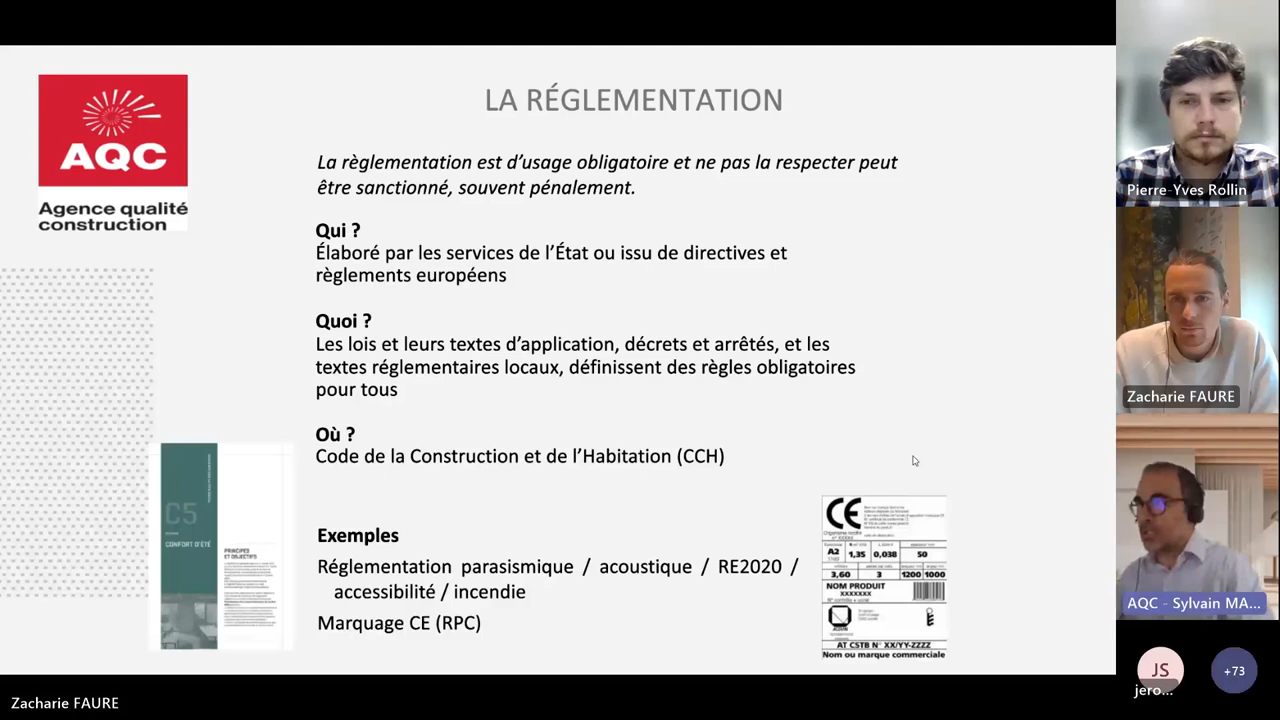 AQC
Agence qualité
construction
LA RÉGLEMENTATION
La règlementation est d’usage obligatoire et ne pas la respecter peut
être sanctionné, souvent pénalement.
Qui ?
Élaboré par les services de l’État ou issu de directives et
règlements européens
Quoi ?
Les lois et leurs textes d’application, décrets et arrêtés, et les
textes réglementaires locaux, définissent des règles obligatoires
pour tous
Où ?
Code de la Construction et de l’Habitation (CCH)
Exemples
Réglementation parasismique / acoustique / RE2020 /
accessibilité / incendie
Marquage CE (RPC)
C5
CONFORT D'ÉTÉ
PRINCIPES
ET OBJECTIFS
CE
A2
1,35
0,038
50
3,60
3
1200
1000
NOM PRODUIT
XXXXXXX
AT CSTB N° XX/YY-ZZZZ
Nom ou marque commerciale
Pierre-Yves Rollin
Zacharie FAURE
AQC - Sylvain MA...
JS
jero...
+73
Zacharie FAURE